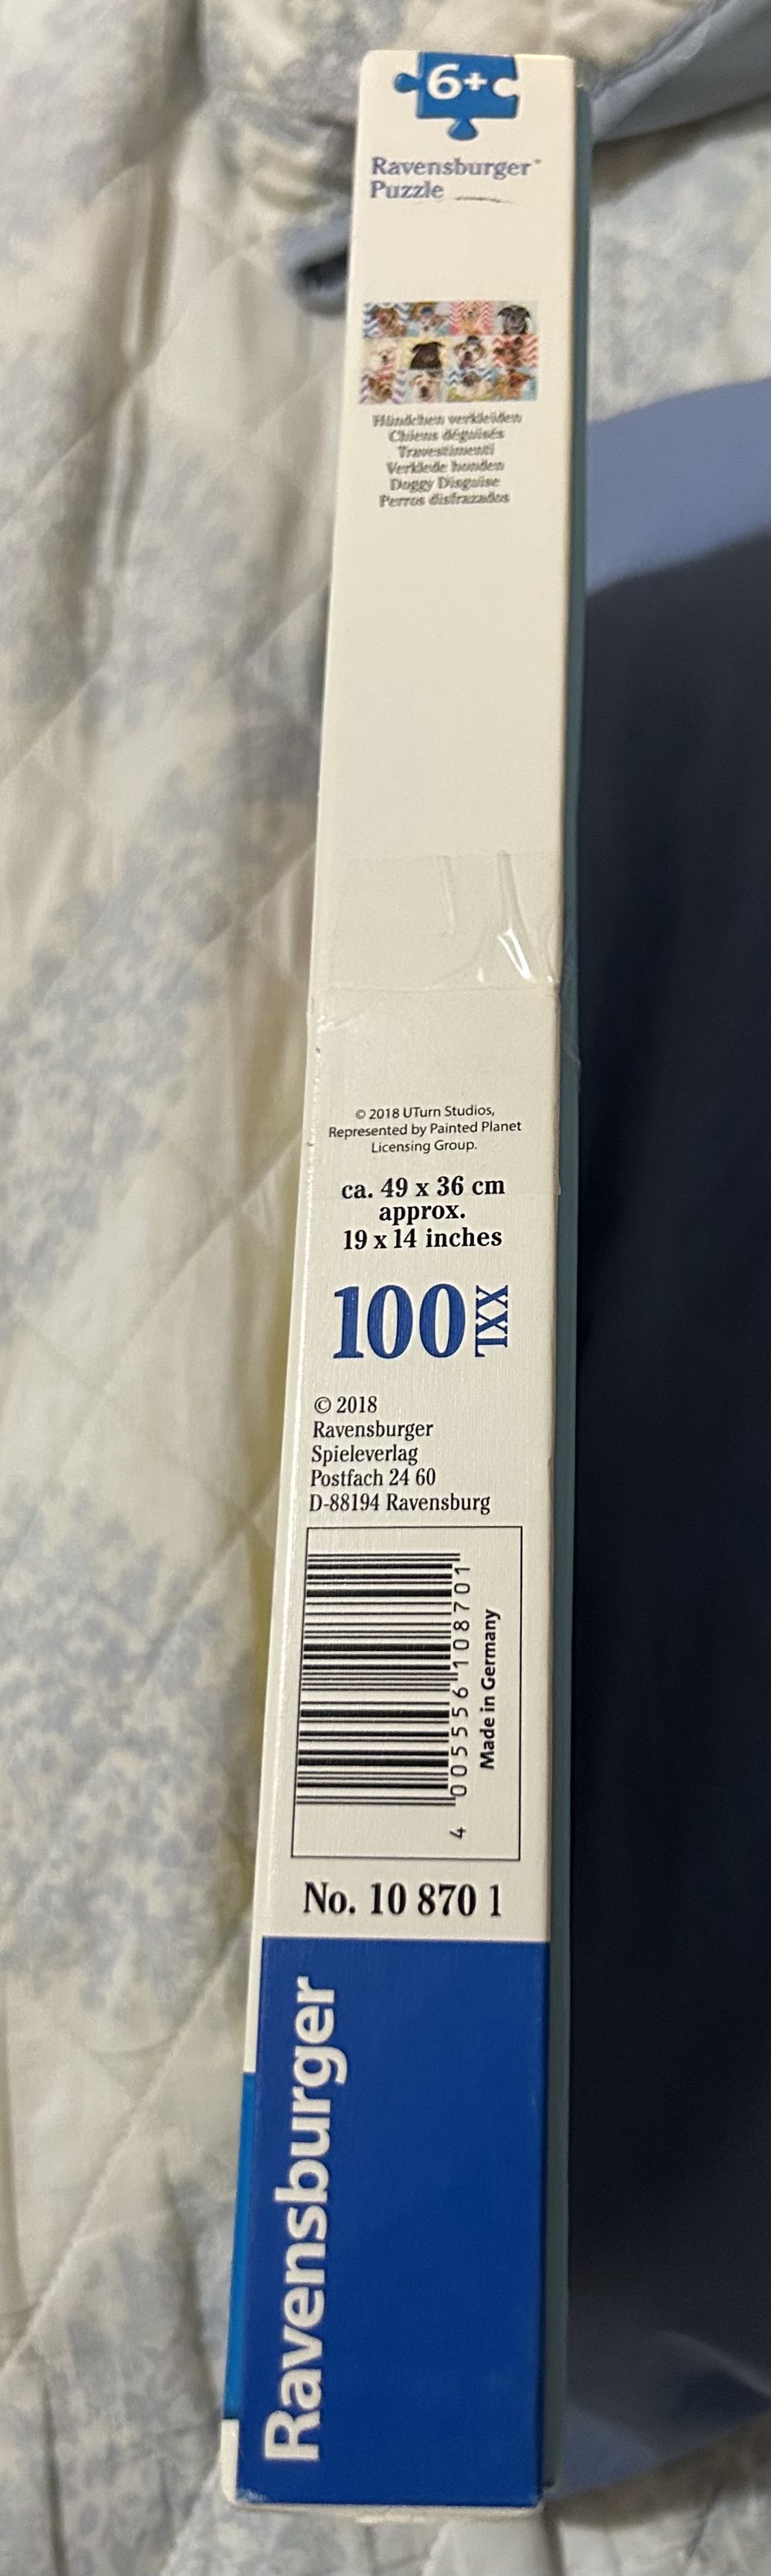 6+
Ravensburger®
Puzzle
Hündchen verkleiden
Chiens déguisés
Travestimenti
Verklede honden
Doggy Disguise
Perros disfrazados
© 2018 UTurn Studios,
Represented by Painted Planet
Licensing Group.
ca. 49 x 36 cm
approx.
19 x 14 inches
100 XXL
© 2018
Ravensburger
Spieleverlag
Postfach 24 60
D-88194 Ravensburg
4 005556 108701
Made in Germany
No. 10 870 1
Ravensburger